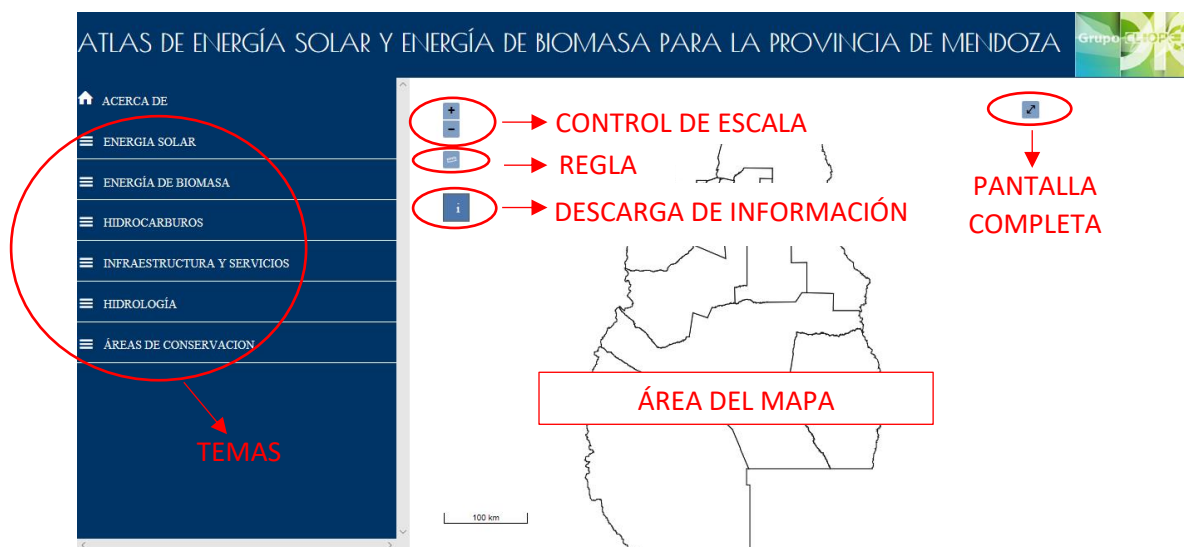 ATLAS DE ENERGÍA SOLAR Y ENERGÍA DE BIOMASA PARA LA PROVINCIA DE MENDOZA
Grupo CLIOPE
ACERCA DE
ENERGIA SOLAR
ENERGÍA DE BIOMASA
HIDROCARBUROS
INFRAESTRUCTURA Y SERVICIOS
HIDROLOGÍA
ÁREAS DE CONSERVACION
TEMAS
+
−
CONTROL DE ESCALA
REGLA
i
DESCARGA DE INFORMACIÓN
PANTALLA
COMPLETA
ÁREA DEL MAPA
100 km